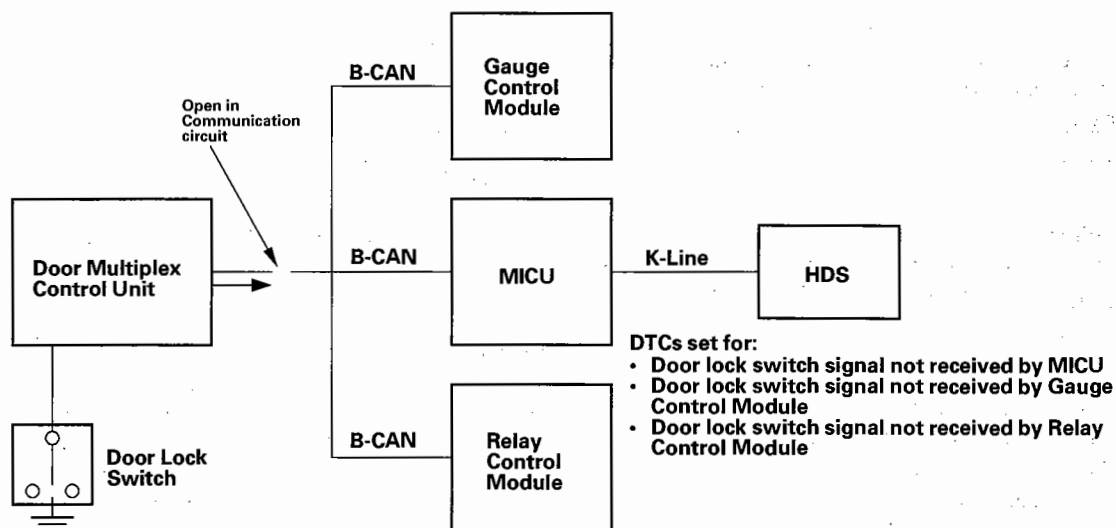 B-CAN
Gauge
Control
Module
Open in
Communication
circuit
Door Multiplex
Control Unit
B-CAN
MICU
K-Line
HDS
DTCs set for:
• Door lock switch signal not received by MICU
• Door lock switch signal not received by Gauge
Control Module
• Door lock switch signal not received by Relay
Control Module
B-CAN
Relay
Control
Module
Door Lock
Switch